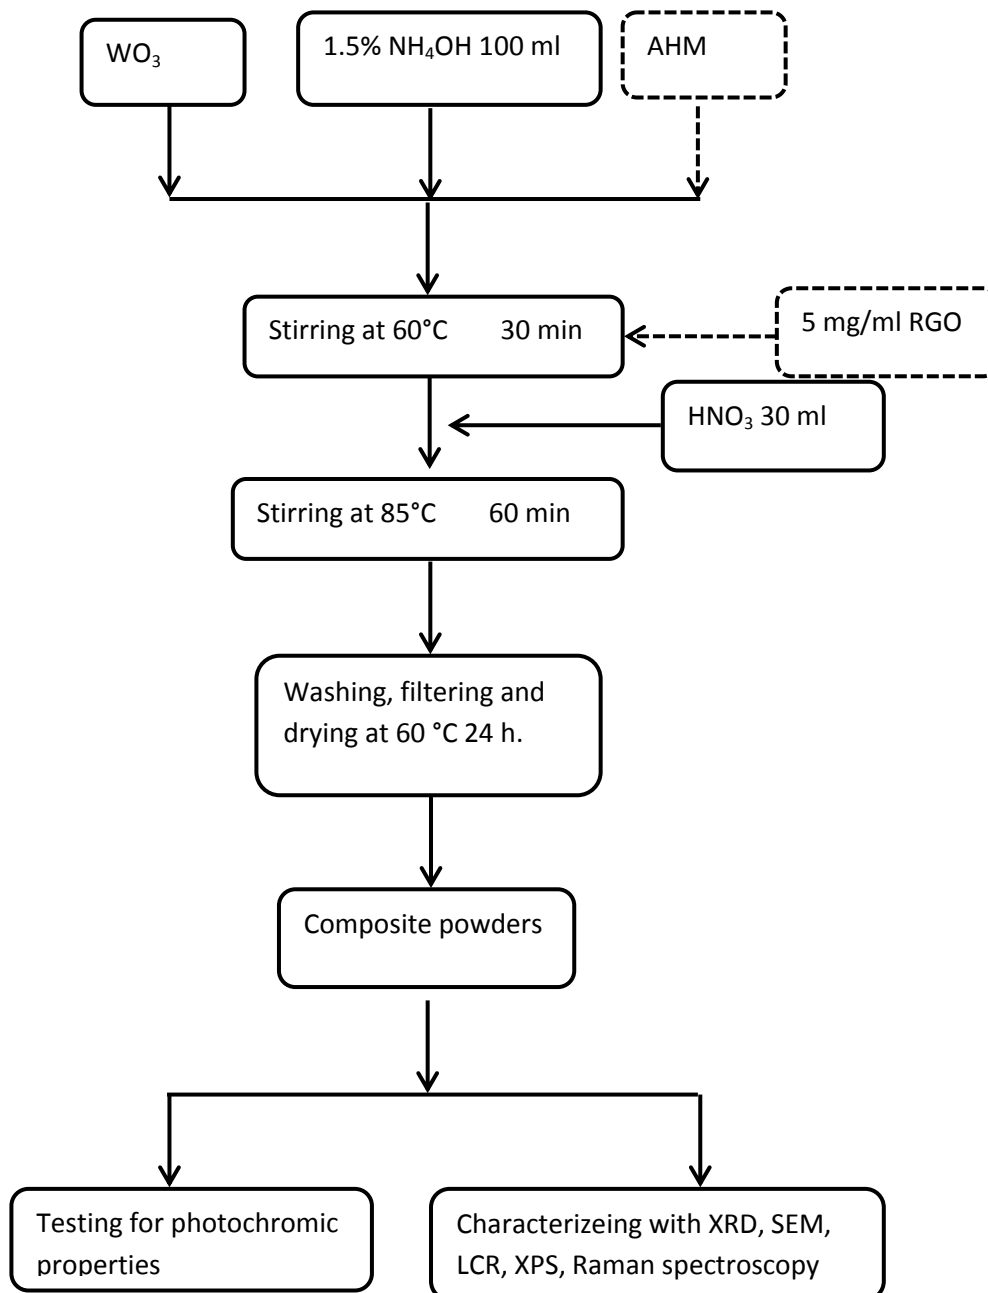 WO₃
1.5% NH₄OH 100 ml
AHM
Stirring at 60°C 30 min
5 mg/ml RGO
HNO₃ 30 ml
Stirring at 85°C 60 min
Washing, filtering and
drying at 60 °C 24 h.
Composite powders
Testing for photochromic
properties
Characterizeing with XRD, SEM,
LCR, XPS, Raman spectroscopy